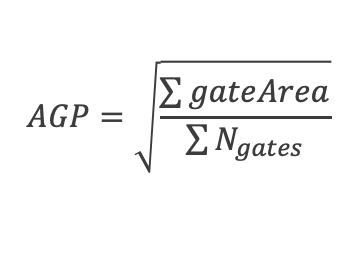 AGP = √(∑ gateArea / ∑ N_gates)